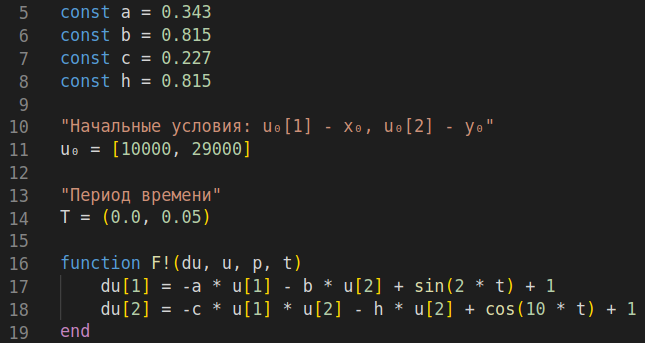 5 const a = 0.343
6 const b = 0.815
7 const c = 0.227
8 const h = 0.815
9
10 "Начальные условия: u₀[1] - x₀, u₀[2] - y₀"
11 u₀ = [10000, 29000]
12
13 "Период времени"
14 T = (0.0, 0.05)
15
16 function F!(du, u, p, t)
17     du[1] = -a * u[1] - b * u[2] + sin(2 * t) + 1
18     du[2] = -c * u[1] * u[2] - h * u[2] + cos(10 * t) + 1
19 end